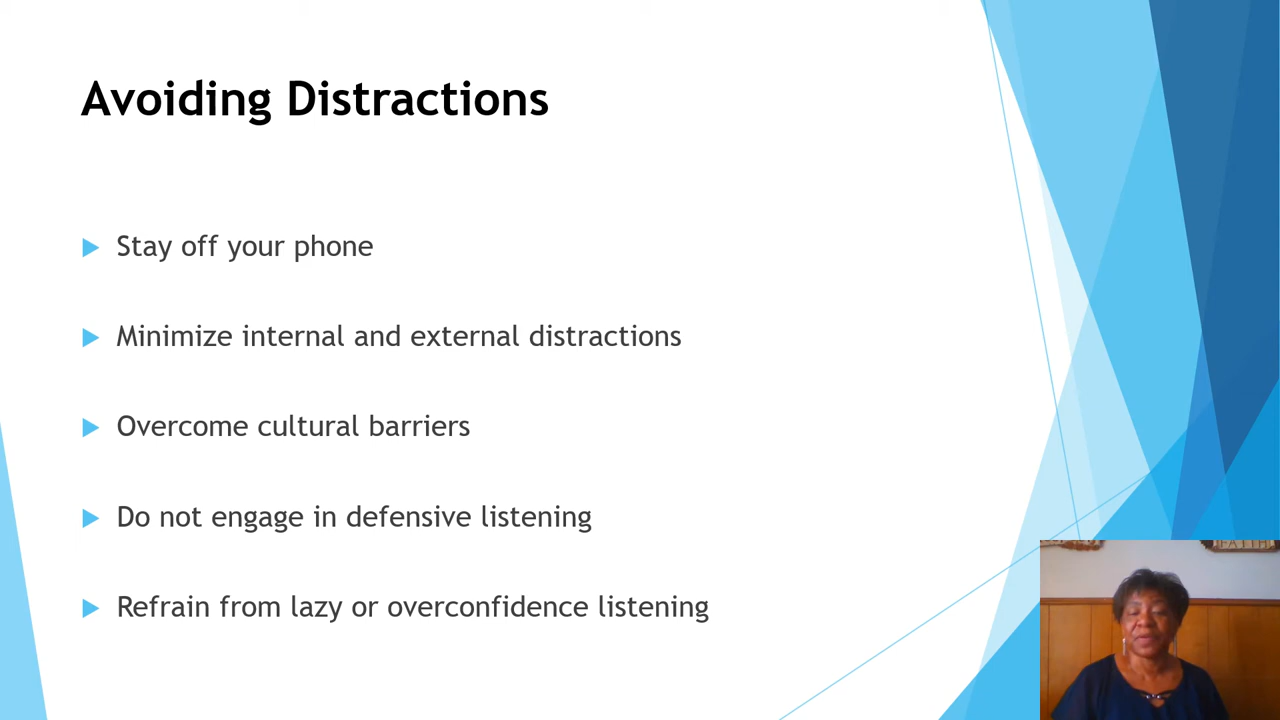 Avoiding Distractions
Stay off your phone
Minimize internal and external distractions
Overcome cultural barriers
Do not engage in defensive listening
Refrain from lazy or overconfidence listening
FAITH